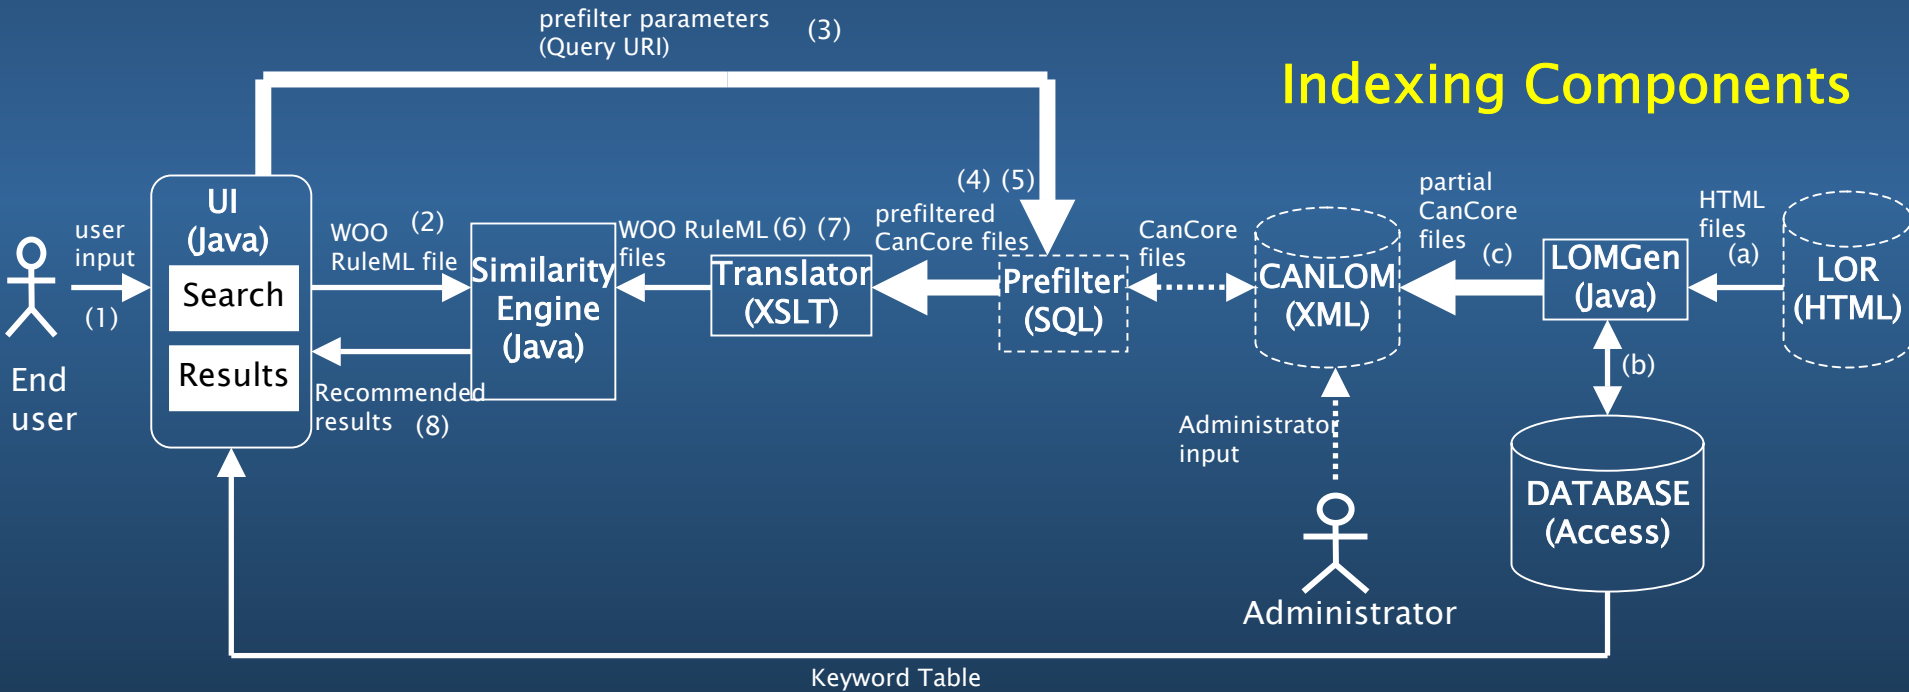 prefilter parameters
(Query URI)
(3)
Indexing Components
UI
(Java)
Search
Results
user
input
(1)
End
user
WOO
RuleML file
(2)
Similarity
Engine
(Java)
Recommended
results
(8)
WOO RuleML
files
(6) (7)
Translator
(XSLT)
(4) (5)
prefiltered
CanCore files
Prefilter
(SQL)
CanCore
files
CANLOM
(XML)
partial
CanCore
files
(c)
LOMGen
(Java)
HTML
files
(a)
LOR
(HTML)
(b)
Administrator
input
Administrator
DATABASE
(Access)
Keyword Table